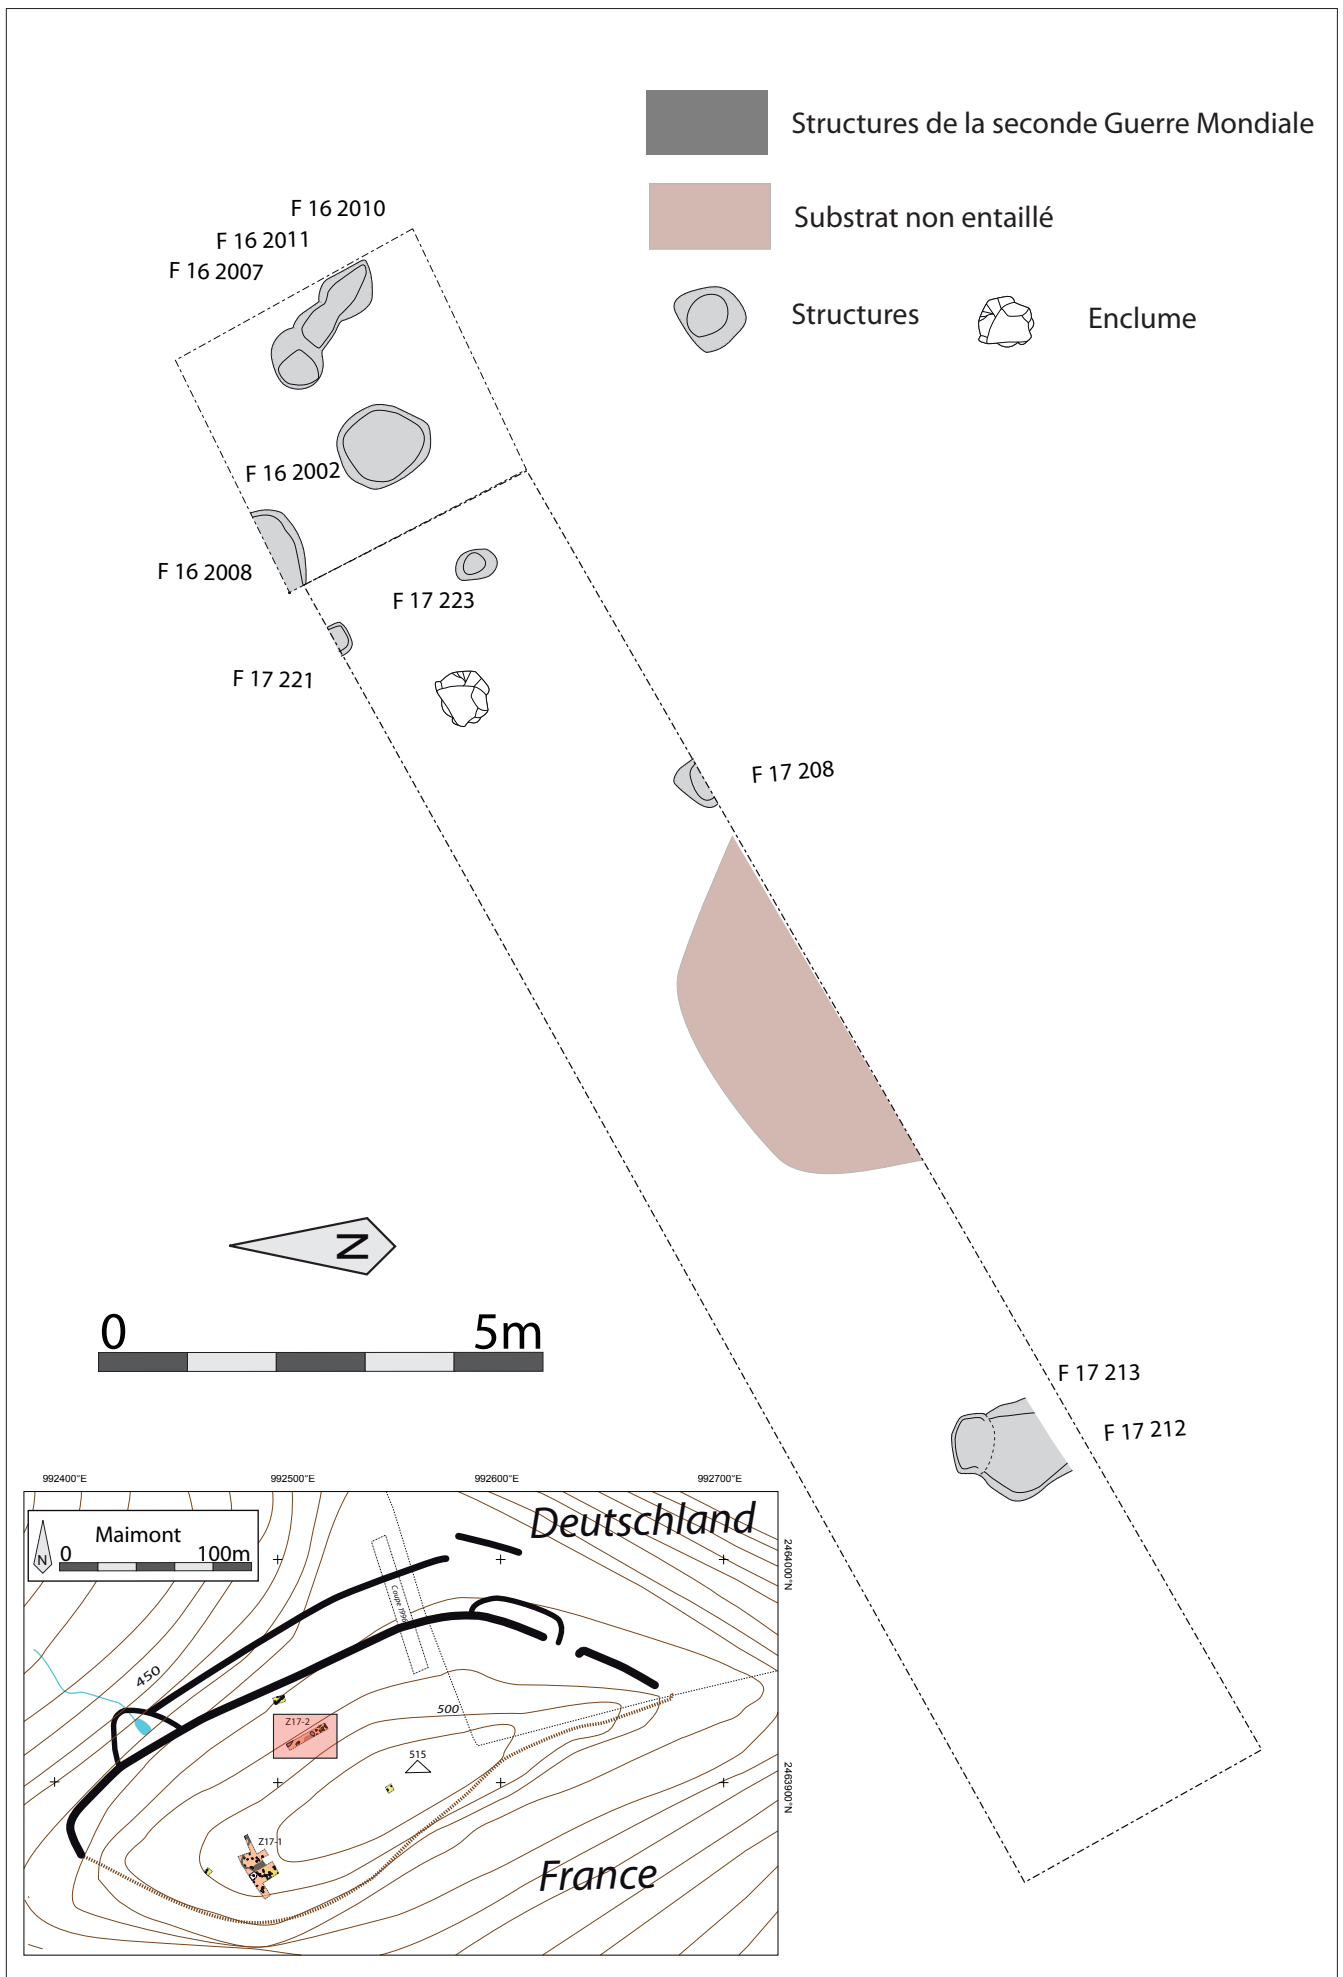 Structures de la seconde Guerre Mondiale
Substrat non entaillé
Structures
Enclume
F 16 2010
F 16 2011
F 16 2007
F 16 2002
F 16 2008
F 17 223
F 17 221
F 17 208
N
0 5m
F 17 213
F 17 212
992400°E 992500°E 992600°E 992700°E
Deutschland
Maimont
N 0 100m
2464000°N
Coupe 1996
450
500
Z17-2
515
2463900°N
Z17-1
France